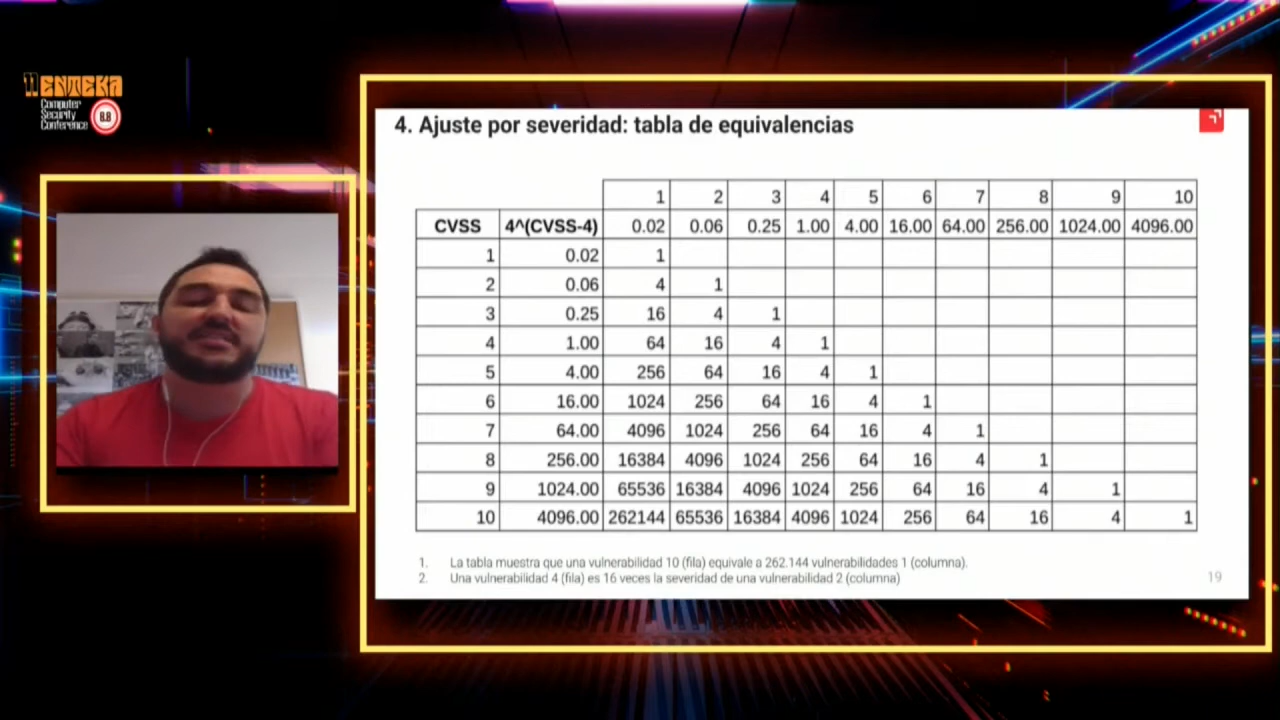 11ENTEKA
Computer
Security
Conference
8.8
4. Ajuste por severidad: tabla de equivalencias
1 2 3 4 5 6 7 8 9 10
CVSS 4^(CVSS-4) 0.02 0.06 0.25 1.00 4.00 16.00 64.00 256.00 1024.00 4096.00
1 0.02 1
2 0.06 4 1
3 0.25 16 4 1
4 1.00 64 16 4 1
5 4.00 256 64 16 4 1
6 16.00 1024 256 64 16 4 1
7 64.00 4096 1024 256 64 16 4 1
8 256.00 16384 4096 1024 256 64 16 4 1
9 1024.00 65536 16384 4096 1024 256 64 16 4 1
10 4096.00 262144 65536 16384 4096 1024 256 64 16 4 1
1. La tabla muestra que una vulnerabilidad 10 (fila) equivale a 262.144 vulnerabilidades 1 (columna).
2. Una vulnerabilidad 4 (fila) es 16 veces la severidad de una vulnerabilidad 2 (columna)
19